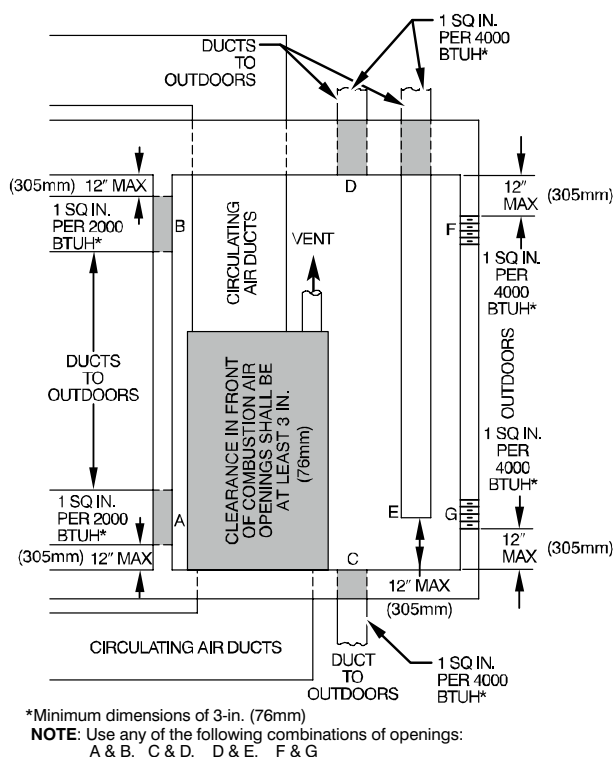 DUCTS
TO
OUTDOORS
1 SQ IN.
PER 4000
BTUH*
(305mm) 12″ MAX
1 SQ IN.
PER 2000
BTUH*
B
D
CIRCULATING
AIR DUCTS
VENT
12″
MAX
(305mm)
F
1 SQ IN.
PER
4000
BTUH*
DUCTS
TO
OUTDOORS
OUTDOORS
CLEARANCE IN FRONT
OF COMBUSTION AIR
OPENINGS SHALL BE
AT LEAST 3 IN.
(76mm)
1 SQ IN.
PER
4000
BTUH*
1 SQ IN.
PER 2000
BTUH*
A
E
G
(305mm) 12″ MAX
C
12″ MAX
(305mm)
12″
MAX
(305mm)
CIRCULATING AIR DUCTS
DUCT
TO
OUTDOORS
1 SQ IN.
PER 4000
BTUH*
*Minimum dimensions of 3-in. (76mm)
NOTE: Use any of the following combinations of openings:
A & B, C & D, D & E, F & G